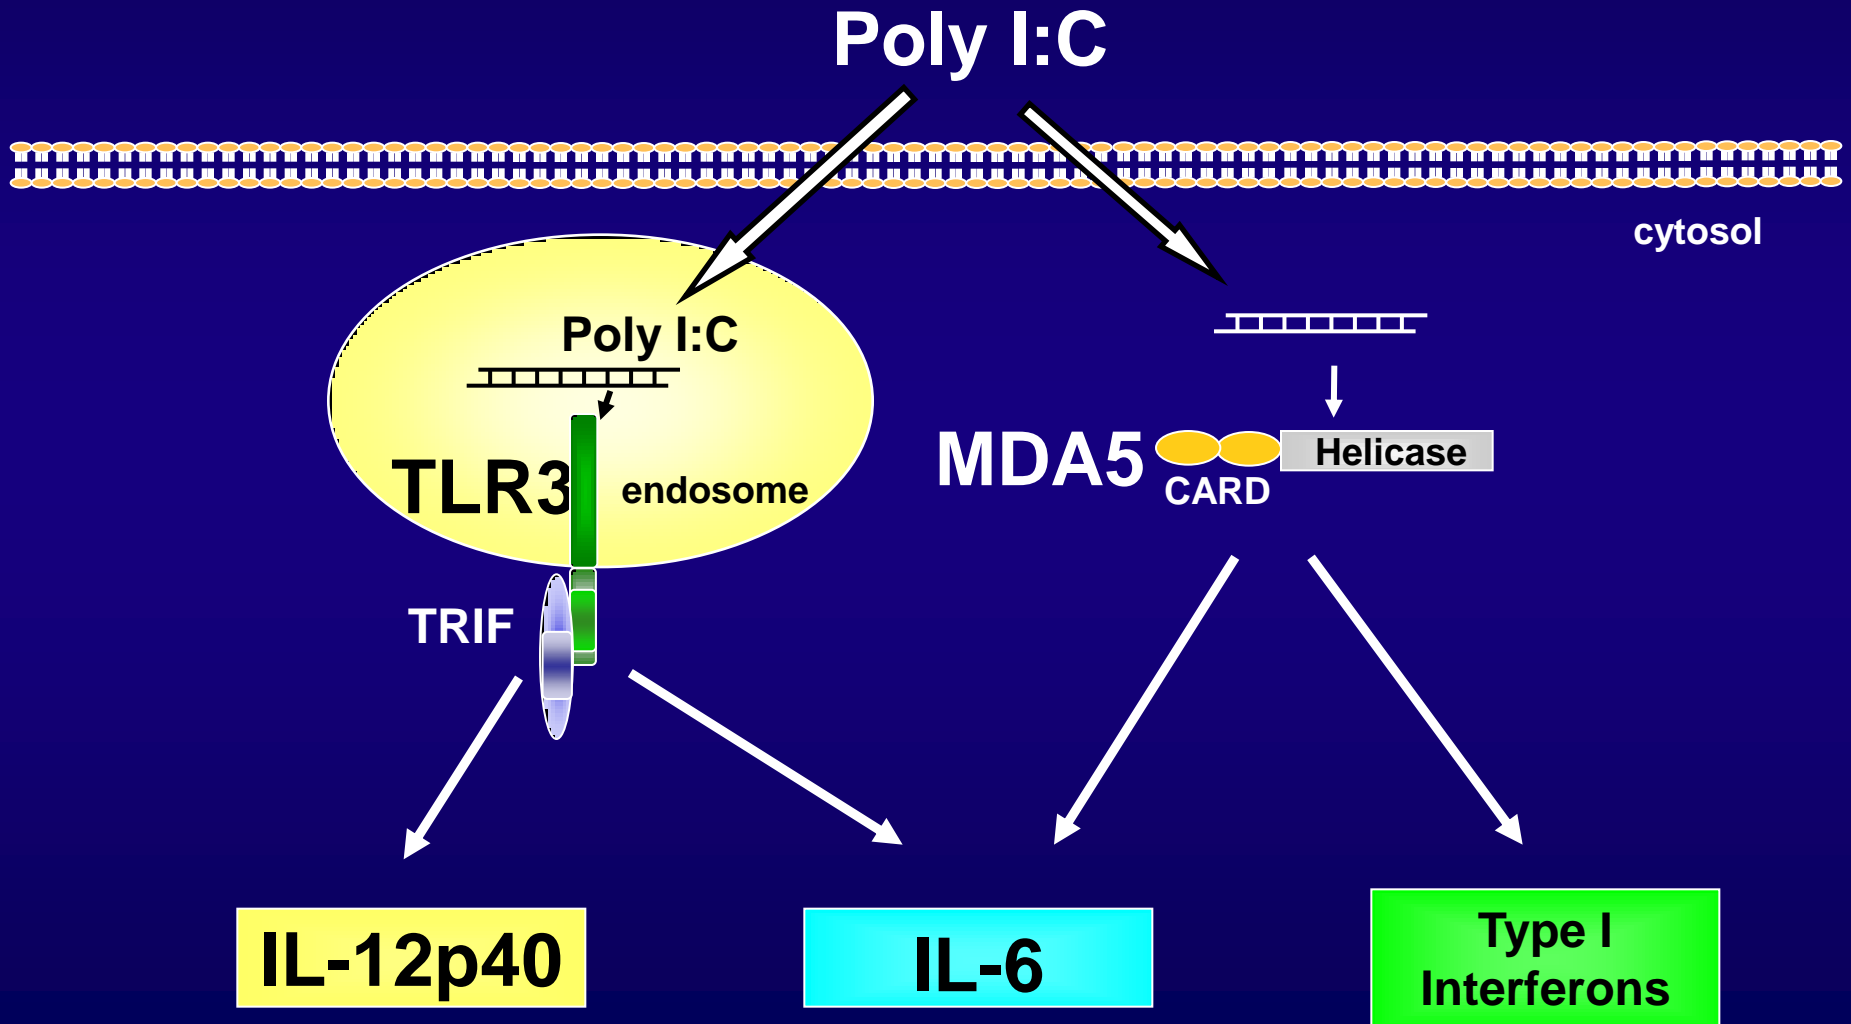 Poly I:C
cytosol
Poly I:C
TLR3
endosome
MDA5
Helicase
CARD
TRIF
IL-12p40
IL-6
Type I
Interferons